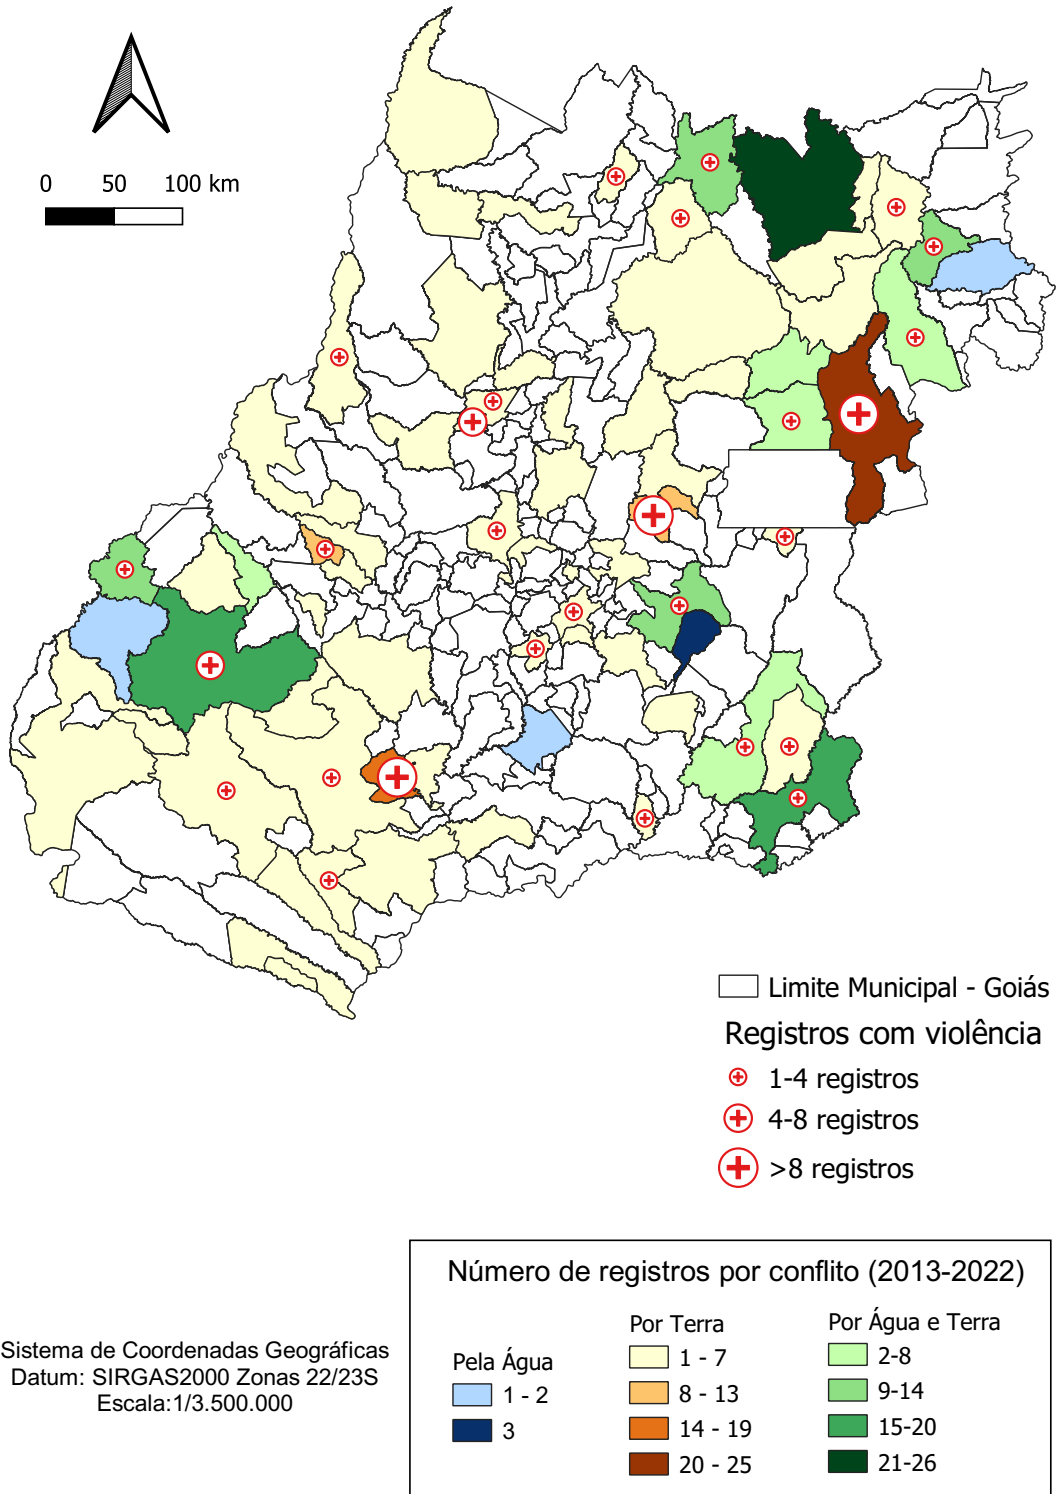 0 50 100 km
Limite Municipal - Goiás
Registros com violência
1-4 registros
4-8 registros
>8 registros
Número de registros por conflito (2013-2022)
Pela Água
1 - 2
3
Por Terra
1 - 7
8 - 13
14 - 19
20 - 25
Por Água e Terra
2-8
9-14
15-20
21-26
Sistema de Coordenadas Geográficas
Datum: SIRGAS2000 Zonas 22/23S
Escala:1/3.500.000